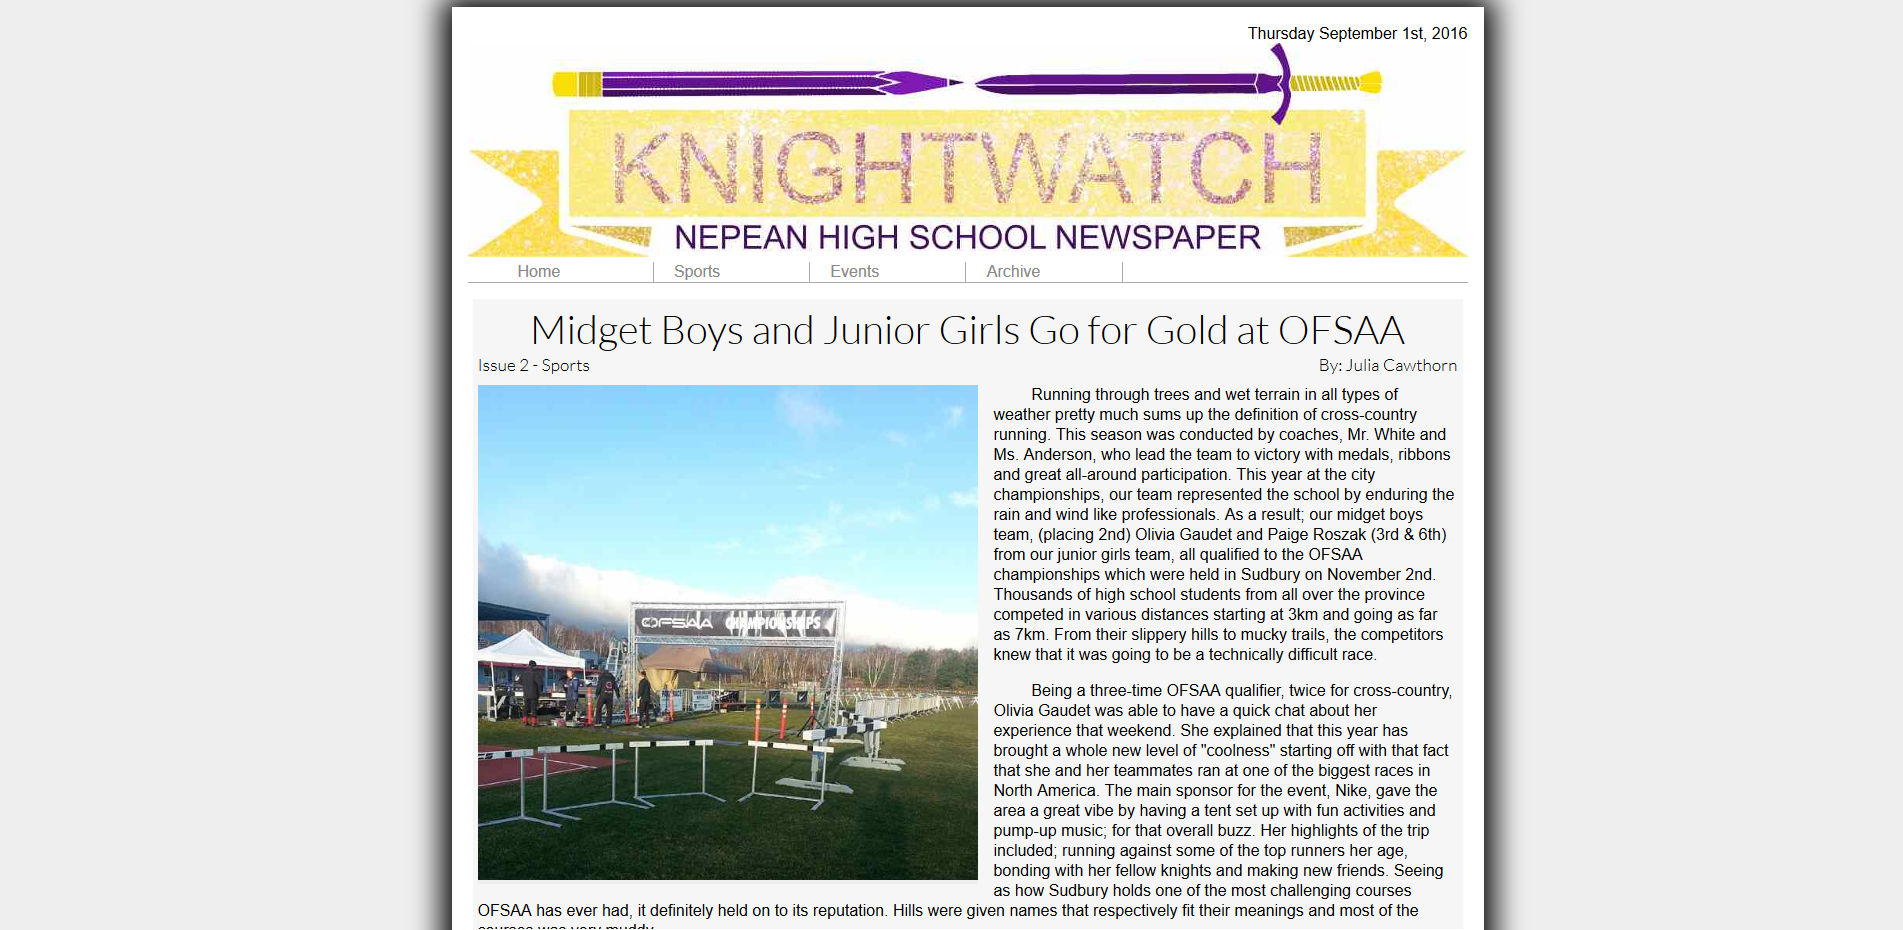 Thursday September 1st, 2016
KNIGHTWATCH
NEPEAN HIGH SCHOOL NEWSPAPER
Home Sports Events Archive
Midget Boys and Junior Girls Go for Gold at OFSAA
Issue 2 - Sports By: Julia Cawthorn
Running through trees and wet terrain in all types of
weather pretty much sums up the definition of cross-country
running. This season was conducted by coaches, Mr. White and
Ms. Anderson, who lead the team to victory with medals, ribbons
and great all-around participation. This year at the city
championships, our team represented the school by enduring the
rain and wind like professionals. As a result; our midget boys
team, (placing 2nd) Olivia Gaudet and Paige Roszak (3rd & 6th)
from our junior girls team, all qualified to the OFSAA
championships which were held in Sudbury on November 2nd.
Thousands of high school students from all over the province
competed in various distances starting at 3km and going as far
as 7km. From their slippery hills to mucky trails, the competitors
knew that it was going to be a technically difficult race.
OFSAA CHAMPIONSHIPS
Being a three-time OFSAA qualifier, twice for cross-country,
Olivia Gaudet was able to have a quick chat about her
experience that weekend. She explained that this year has
brought a whole new level of "coolness" starting off with that fact
that she and her teammates ran at one of the biggest races in
North America. The main sponsor for the event, Nike, gave the
area a great vibe by having a tent set up with fun activities and
pump-up music; for that overall buzz. Her highlights of the trip
included; running against some of the top runners her age,
bonding with her fellow knights and making new friends. Seeing
as how Sudbury holds one of the most challenging courses
OFSAA has ever had, it definitely held on to its reputation. Hills were given names that respectively fit their meanings and most of the
courses was very muddy